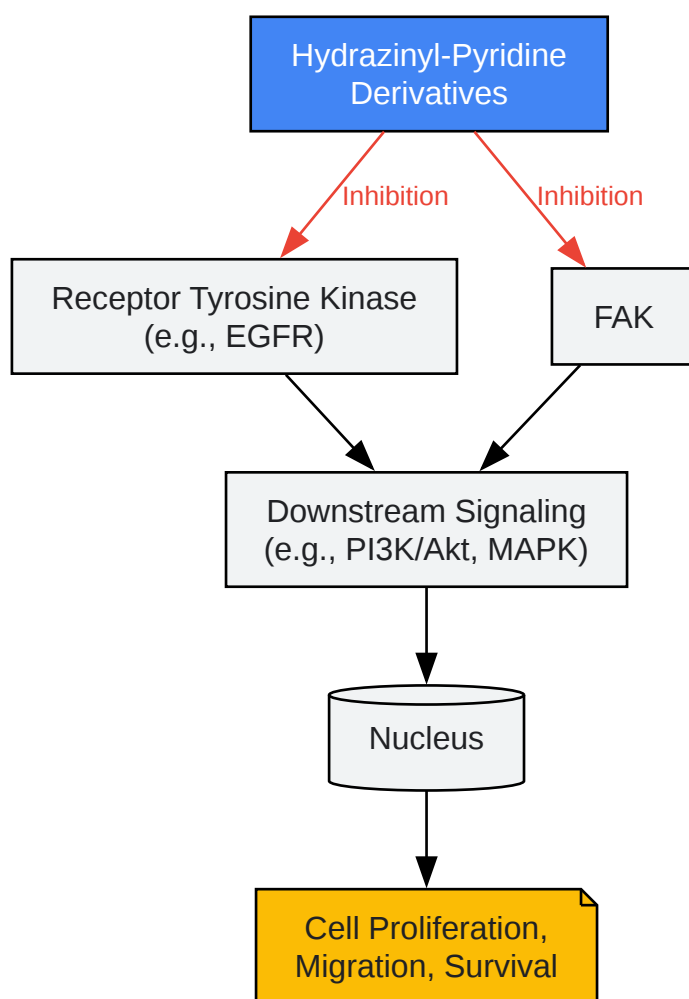 Hydrazinyl-Pyridine
Derivatives
Inhibition
Inhibition
Receptor Tyrosine Kinase
(e.g., EGFR)
FAK
Downstream Signaling
(e.g., PI3K/Akt, MAPK)
Nucleus
Cell Proliferation,
Migration, Survival